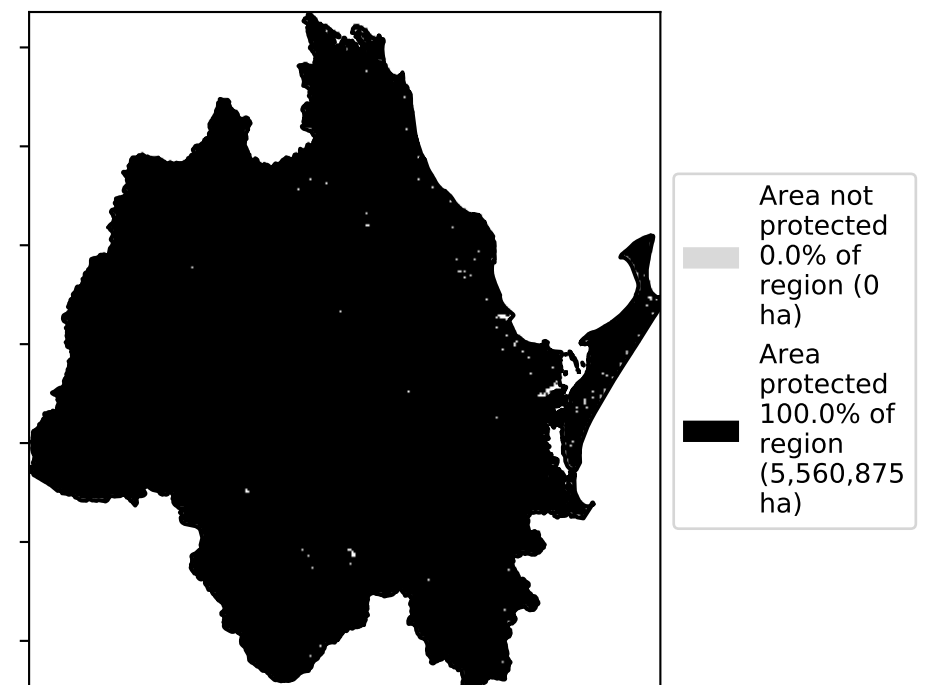 Area not
protected
0.0% of
region (0
ha)
Area
protected
100.0% of
region
(5,560,875
ha)